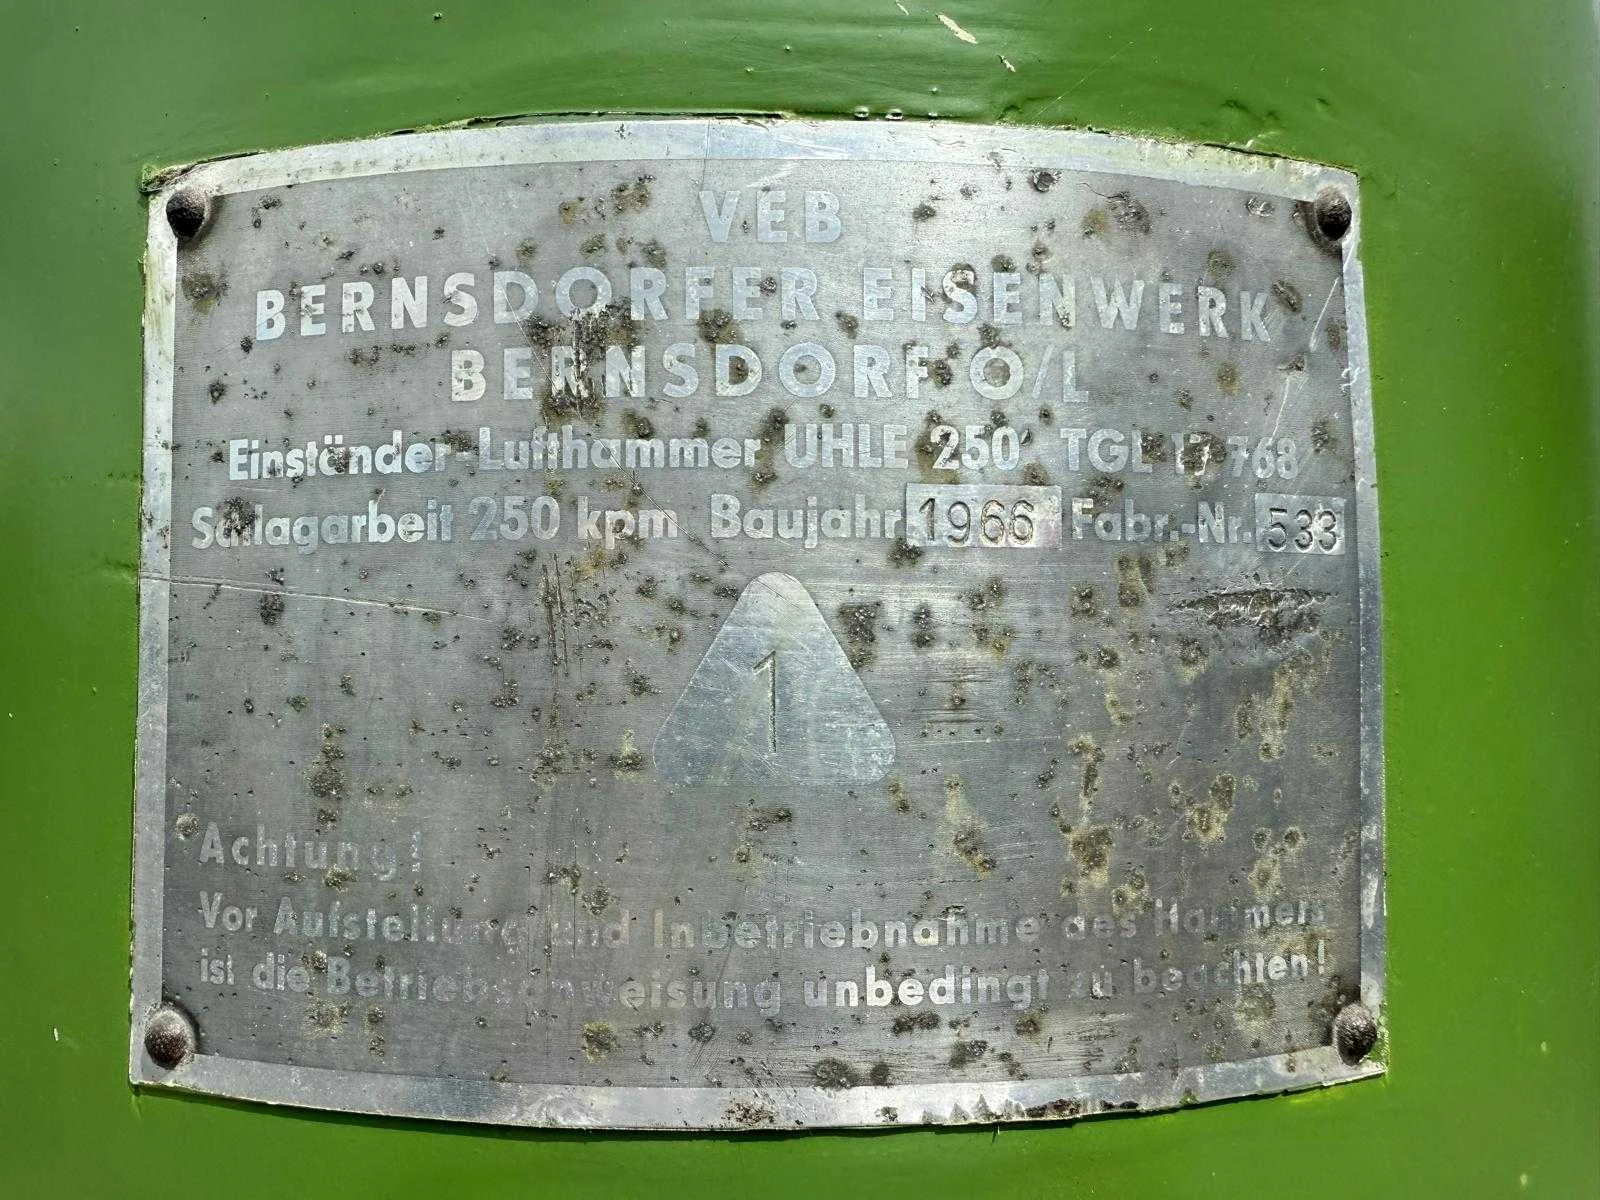 VEB
BERNSDORFER EISENWERK
BERNSDORF O/L
Einständer-Lufthammer UHLE 250 TGL 17 768
Schlagarbeit 250 kpm Baujahr 1966 Fabr.-Nr. 533
1
Achtung!
Vor Aufstellung und Inbetriebnahme des Hammers
ist die Betriebsanweisung unbedingt zu beachten!